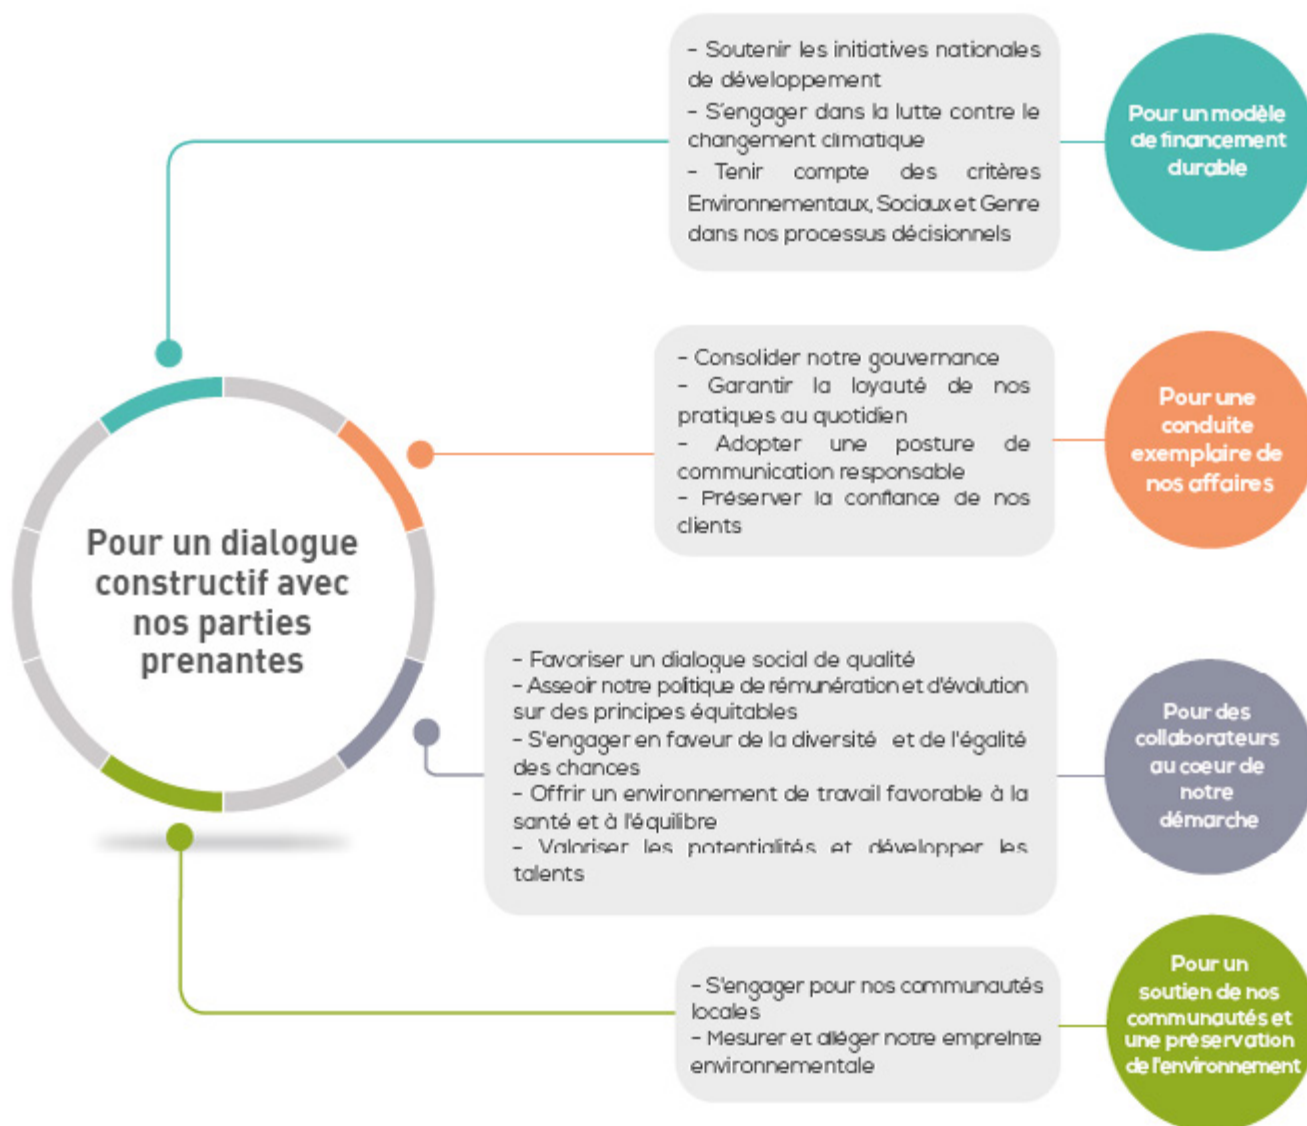 - Soutenir les initiatives nationales
de développement
- S'engager dans la lutte contre le
changement climatique
- Tenir compte des critères
Environnementaux, Sociaux et Genre
dans nos processus décisionnels
Pour un modèle
de financement
durable
- Consolider notre gouvernance
- Garantir la loyauté de nos
pratiques au quotidien
- Adopter une posture de
communication responsable
- Préserver la confiance de nos
clients
Pour une
conduite
exemplaire de
nos affaires
Pour un dialogue
constructif avec
nos parties
prenantes
- Favoriser un dialogue social de qualité
- Asseoir notre politique de rémunération et d'évolution
sur des principes équitables
- S'engager en faveur de la diversité et de l'égalité
des chances
- Offrir un environnement de travail favorable à la
santé et à l'équilibre
- Valoriser les potentialités et développer les
talents
Pour des
collaborateurs
au coeur de
notre
démarche
- S'engager pour nos communautés
locales
- Mesurer et alléger notre empreinte
environnementale
Pour un
soutien de nos
communautés et
une préservation
de l'environnement